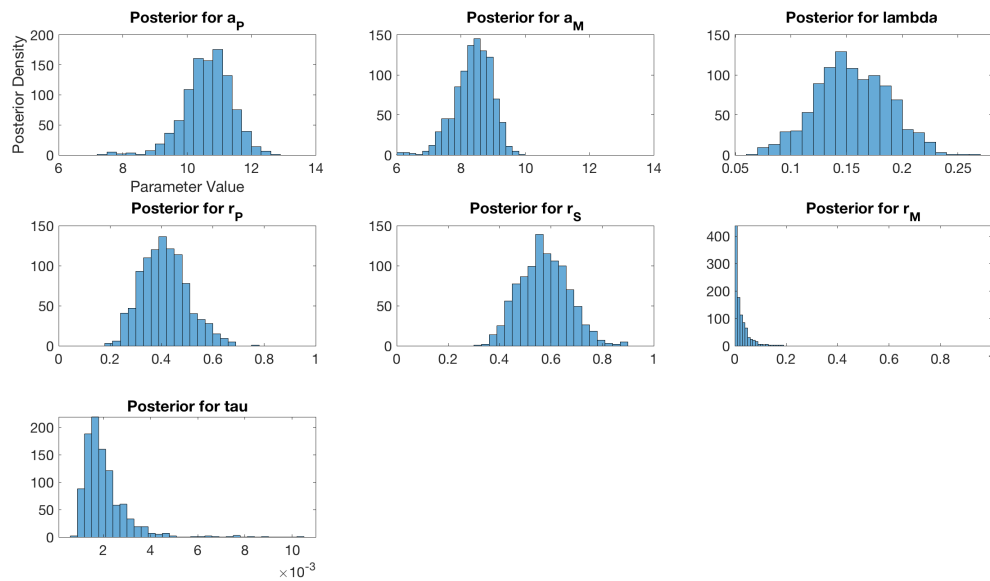 Posterior for a_P
Posterior for a_M
Posterior for lambda
Posterior Density
200
150
100
50
0
6 8 10 12 14
Parameter Value
150
100
50
0
6 8 10 12 14
150
100
50
0
0.05 0.1 0.15 0.2 0.25
Posterior for r_P
Posterior for r_S
Posterior for r_M
150
100
50
0
0 0.2 0.4 0.6 0.8 1
150
100
50
0
0 0.2 0.4 0.6 0.8 1
400
300
200
100
0
0 0.2 0.4 0.6 0.8 1
Posterior for tau
200
150
100
50
0
2 4 6 8 10
×10^-3